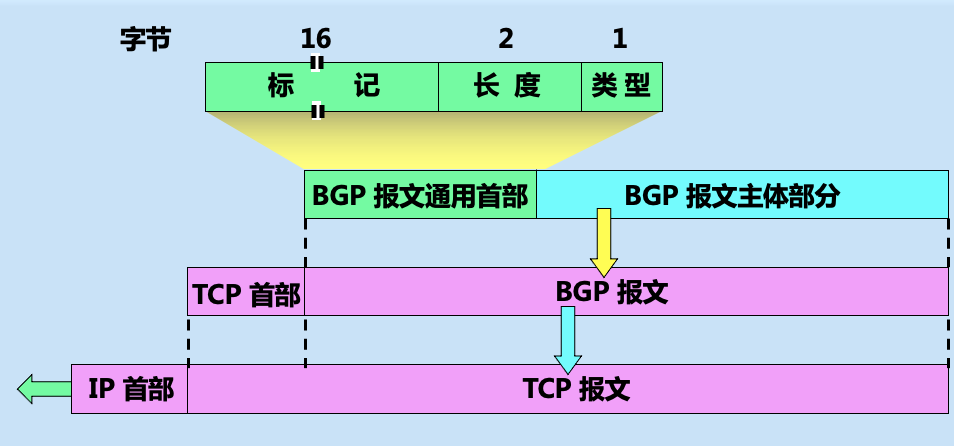 字节 16 2 1
标 记 长 度 类 型
BGP 报文通用首部 BGP 报文主体部分
TCP 首部 BGP 报文
IP 首部 TCP 报文